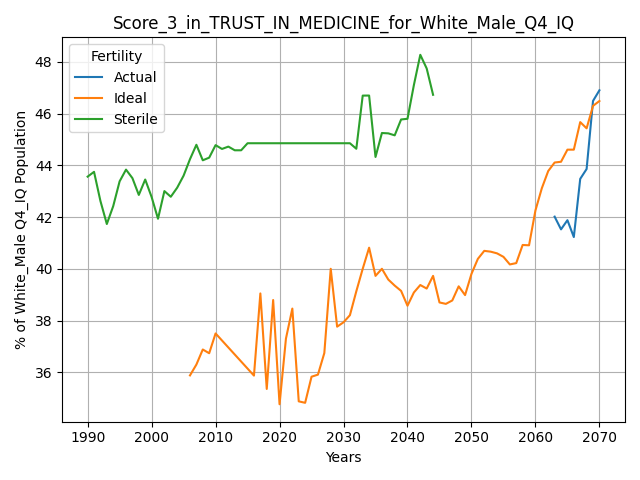 Score_3_in_TRUST_IN_MEDICINE_for_White_Male_Q4_IQ
Fertility
Actual
Ideal
Sterile
% of White_Male Q4_IQ Population
48
46
44
42
40
38
36
1990 2000 2010 2020 2030 2040 2050 2060 2070
Years